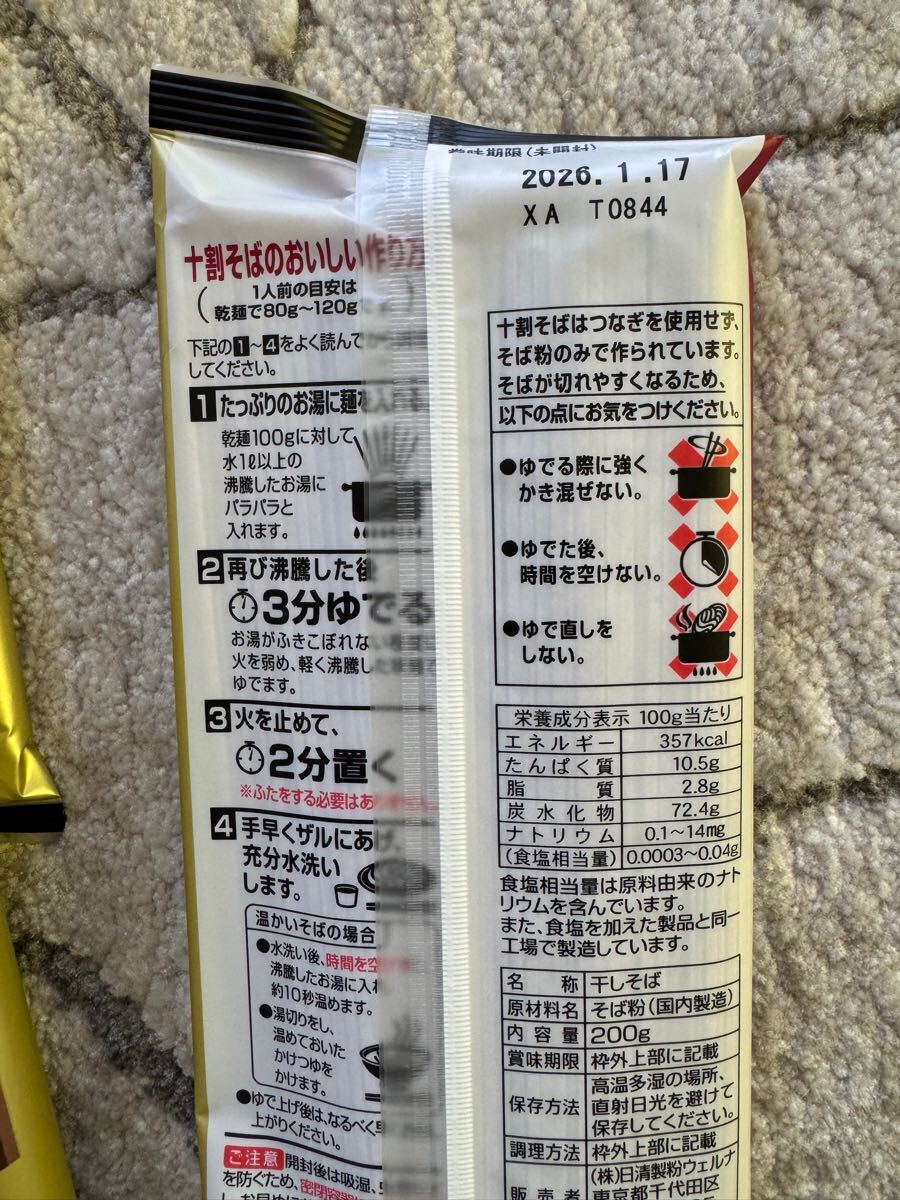 十割そばのおいしい作り方
1人前の目安は
乾麺で80g～120g
下記の1～4をよく読んで
してください。
1 たっぷりのお湯に麺を入れる
乾麺100gに対して
水1ℓ以上の
沸騰したお湯に
パラパラと
入れます。
2 再び沸騰した後
3分ゆでる
お湯がふきこぼれない
火を弱め、軽く沸騰した状態で
ゆでます。
3 火を止めて、
2分置く
※ふたをする必要はありません。
4 手早くザルにあげ
充分水洗い
します。
温かいそばの場合
●水洗い後、時間を空けず
沸騰したお湯に入れ
約10秒温めます。
●湯切りをし、
温めておいた
かけつゆを
かけます。
●ゆで上げ後は、なるべく早
上がりください。
ご注意 開封後は吸湿、虫
を防ぐため、密閉容器に
賞味期限(未開封)
2026.1.17
XA T0844
十割そばはつなぎを使用せず、
そば粉のみで作られています。
そばが切れやすくなるため、
以下の点にお気をつけください。
●ゆでる際に強く
かき混ぜない。
●ゆでた後、
時間を空けない。
●ゆで直しを
しない。
栄養成分表示 100g当たり
エネルギー 357kcal
たんぱく質 10.5g
脂質 2.8g
炭水化物 72.4g
ナトリウム 0.1～14mg
(食塩相当量) 0.0003～0.04g
食塩相当量は原料由来のナト
リウムを含んでいます。
また、食塩を加えた製品と同一
工場で製造しています。
名称 干しそば
原材料名 そば粉(国内製造)
内容量 200g
賞味期限 枠外上部に記載
保存方法 高温多湿の場所、
直射日光を避けて
保存してください。
調理方法 枠外上部に記載
販売者 (株)日清製粉ウェルナ
東京都千代田区